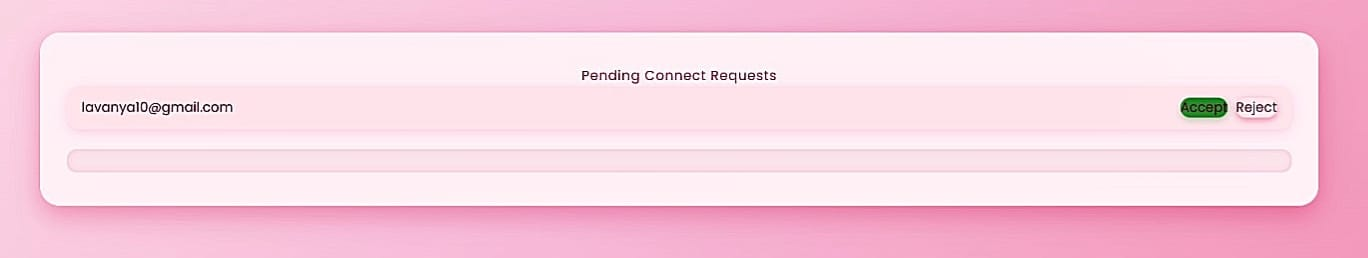 Pending Connect Requests
lavanya10@gmail.com
Accept Reject